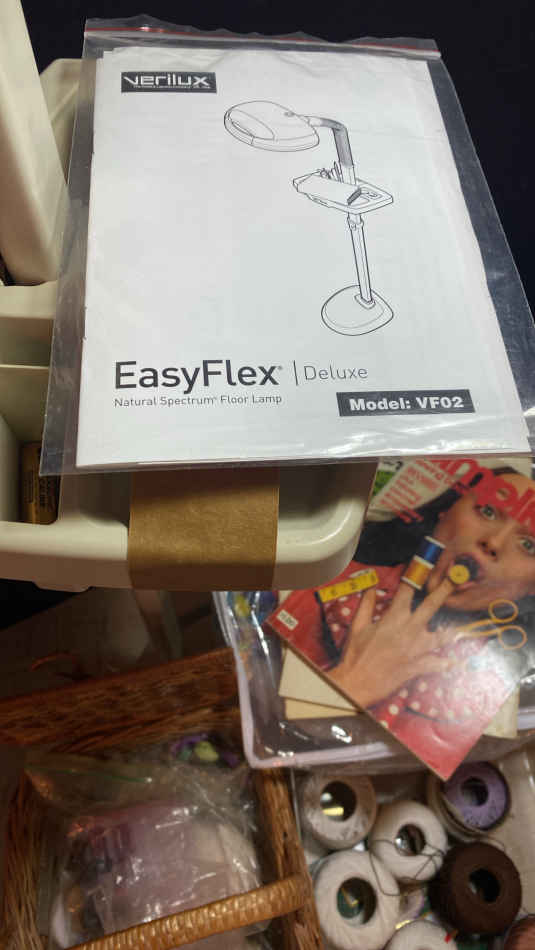 verilux
EasyFlex® | Deluxe
Natural Spectrum® Floor Lamp
Model: VF02